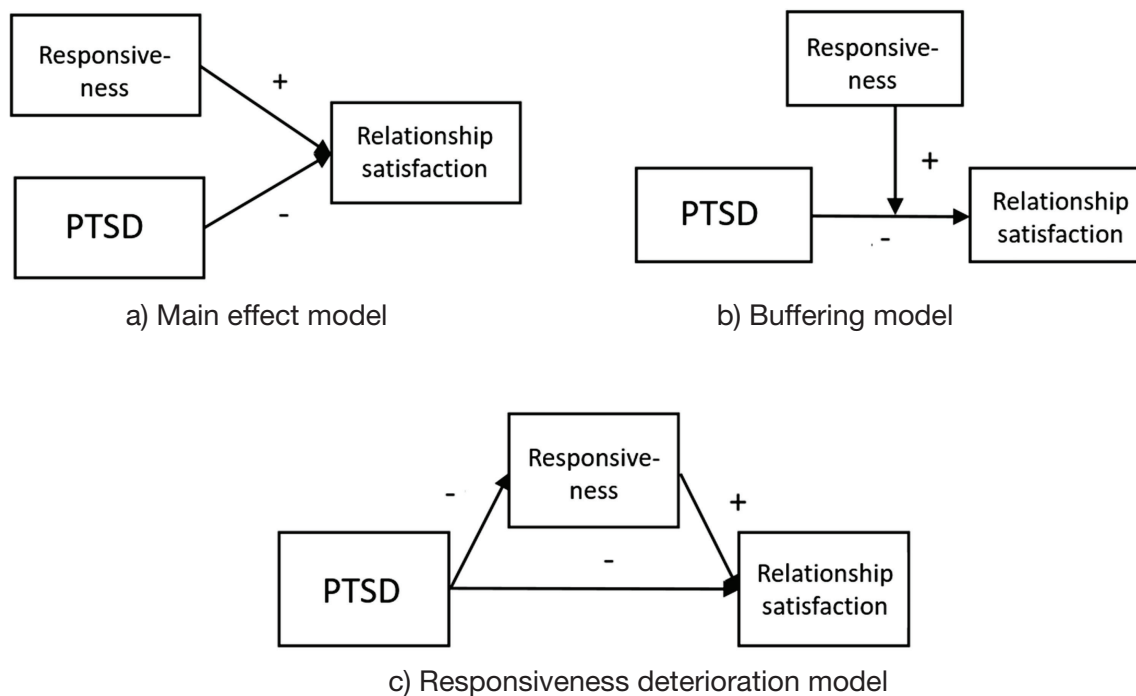 Responsive-
ness
+
Relationship
satisfaction
PTSD
-
a) Main effect model
Responsive-
ness
+
PTSD
-
Relationship
satisfaction
b) Buffering model
Responsive-
ness
-
+
-
PTSD
Relationship
satisfaction
c) Responsiveness deterioration model